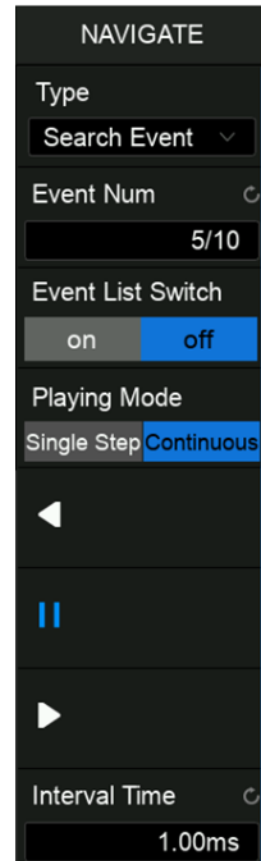 NAVIGATE
Type
Search Event
Event Num
5/10
Event List Switch
on off
Playing Mode
Single Step Continuous
Interval Time
1.00ms